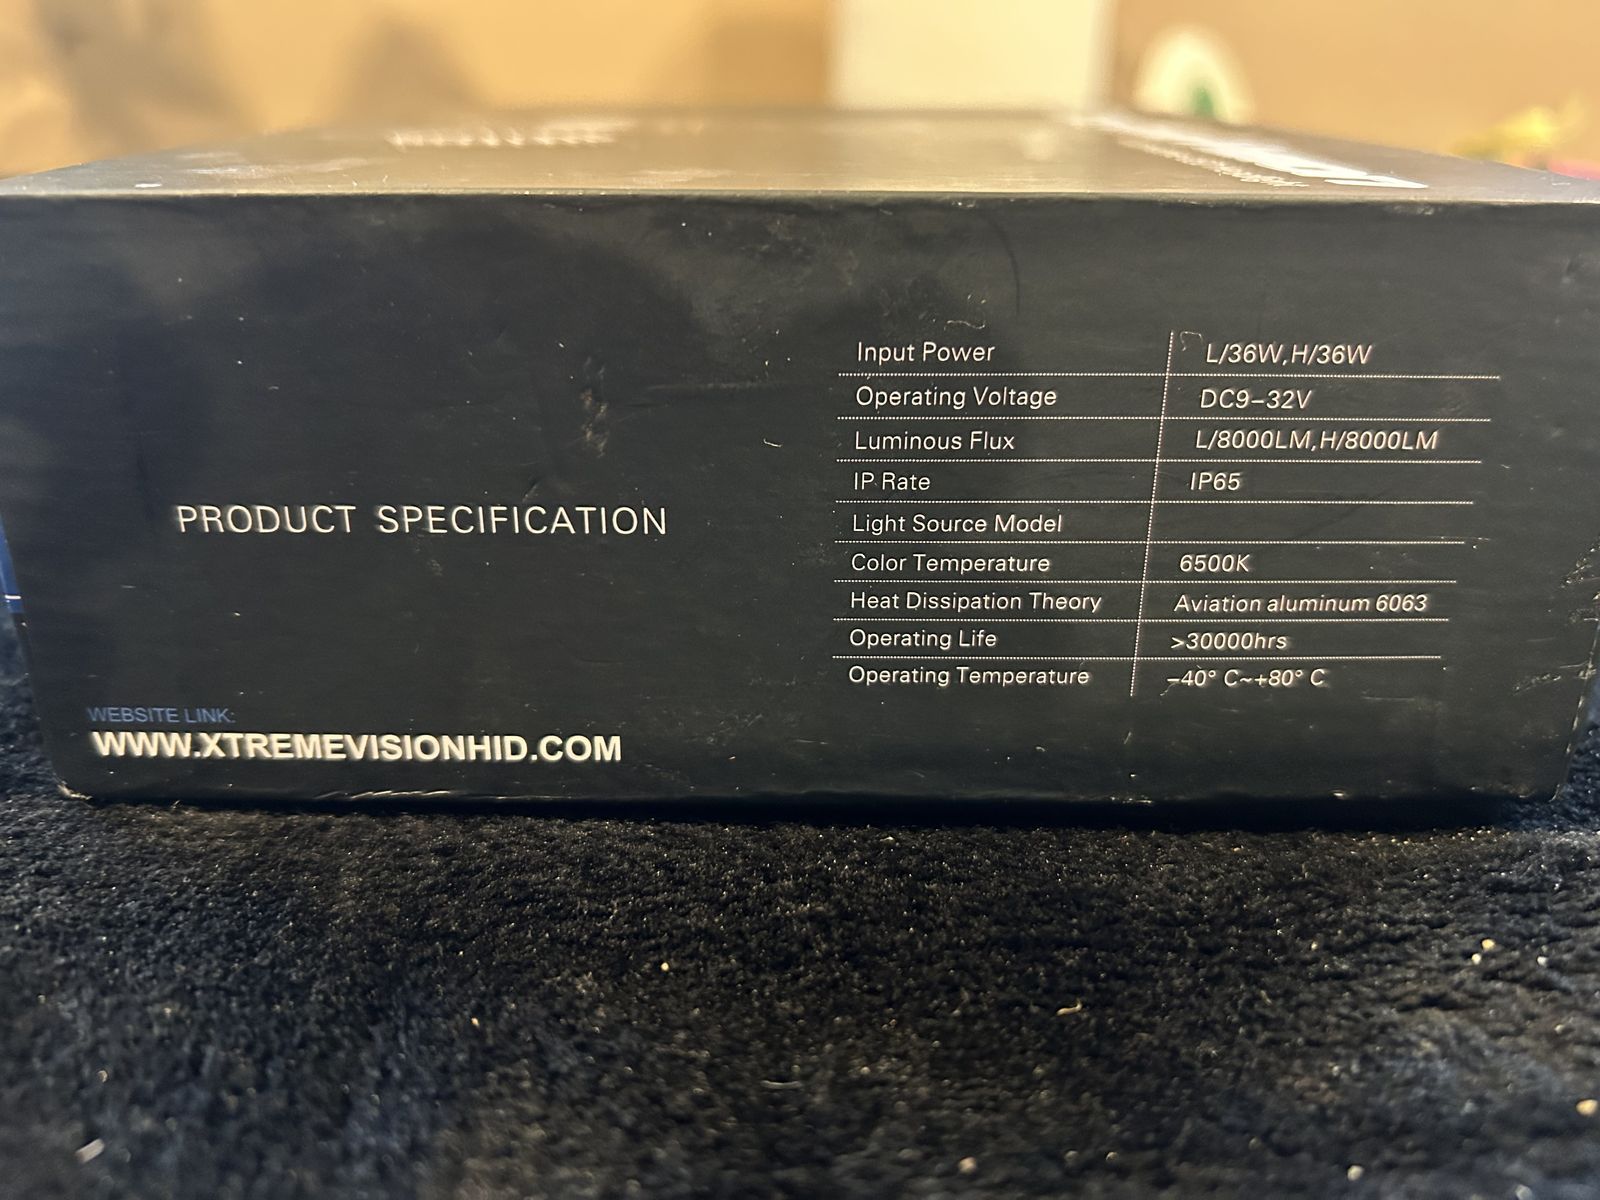 PRODUCT SPECIFICATION
WEBSITE LINK:
WWW.XTREMEVISIONHID.COM
Input Power L/36W,H/36W
Operating Voltage DC9-32V
Luminous Flux L/8000LM,H/8000LM
IP Rate IP65
Light Source Model
Color Temperature 6500K
Heat Dissipation Theory Aviation aluminum 6063
Operating Life >30000hrs
Operating Temperature -40° C~+80° C